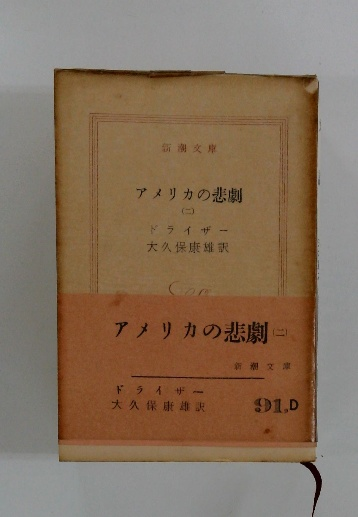 新潮文庫
アメリカの悲劇
(二)
ドライザー
大久保康雄訳
アメリカの悲劇(二)
新潮文庫
ドライザー
大久保康雄訳
91.D